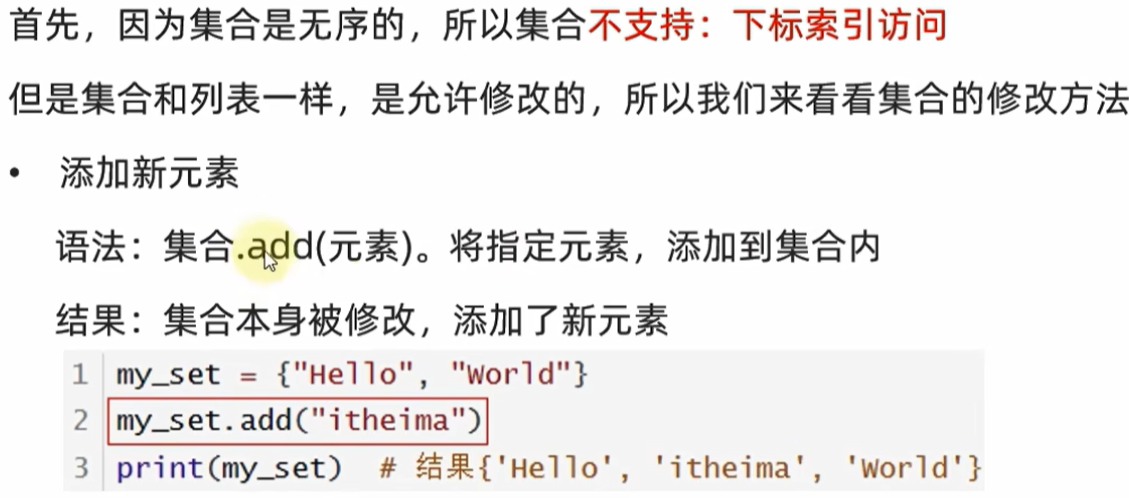 首先，因为集合是无序的，所以集合不支持：下标索引访问
但是集合和列表一样，是允许修改的，所以我们来看看集合的修改方法
• 添加新元素
语法：集合.add(元素)。将指定元素，添加到集合内
结果：集合本身被修改，添加了新元素
1 my_set = {"Hello", "World"}
2 my_set.add("itheima")
3 print(my_set) # 结果{'Hello', 'itheima', 'World'}